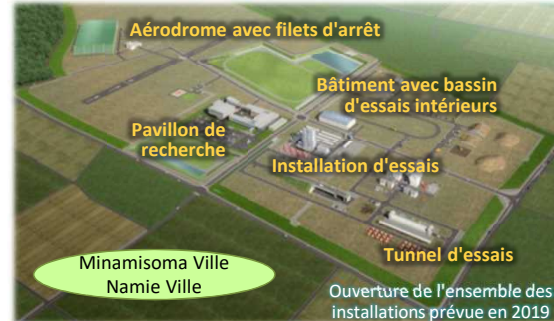 Aérodrome avec filets d'arrêt
Bâtiment avec bassin
d'essais intérieurs
Pavillon de
recherche
Installation d'essais
Tunnel d'essais
Minamisoma Ville
Namie Ville
Ouverture de l'ensemble des
installations prévue en 2019